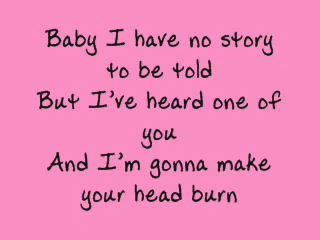 Baby I have no story
to be told
But I've heard one of
you
And I'm gonna make
your head burn